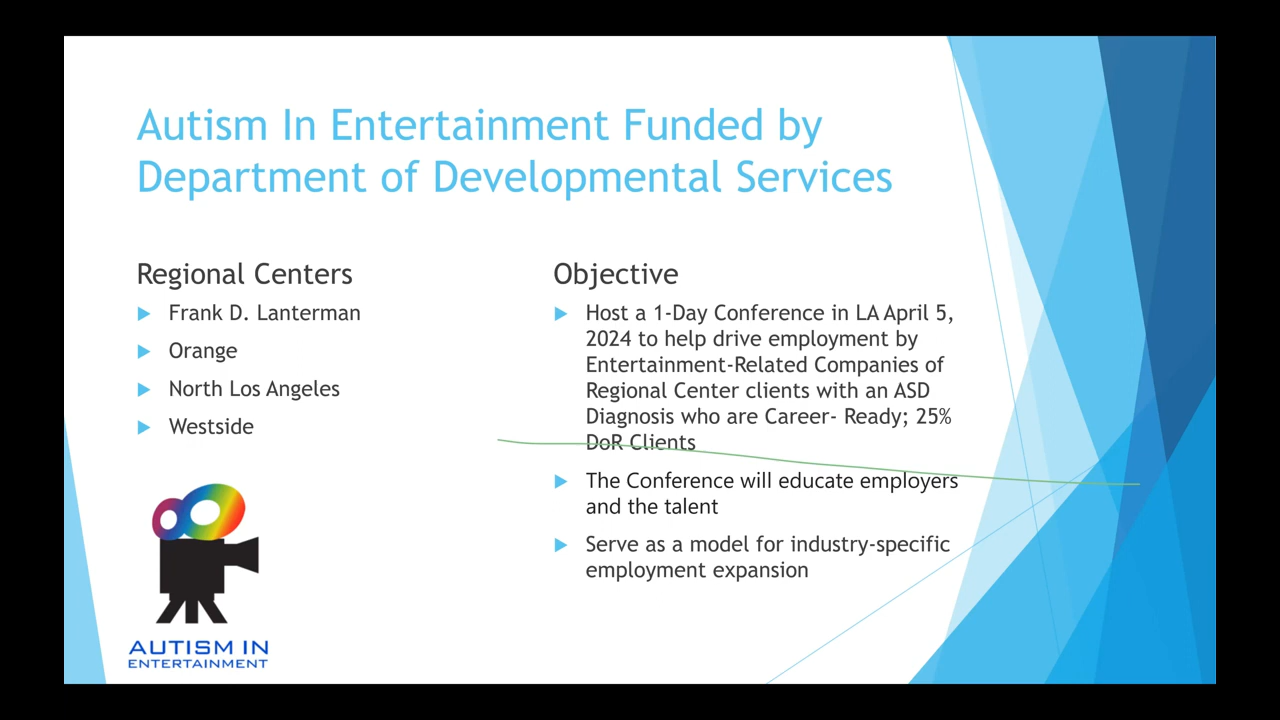 Autism In Entertainment Funded by
Department of Developmental Services
Regional Centers
Frank D. Lanterman
Orange
North Los Angeles
Westside
Objective
Host a 1-Day Conference in LA April 5,
2024 to help drive employment by
Entertainment-Related Companies of
Regional Center clients with an ASD
Diagnosis who are Career- Ready; 25%
DoR Clients
The Conference will educate employers
and the talent
Serve as a model for industry-specific
employment expansion
AUTISM IN
ENTERTAINMENT